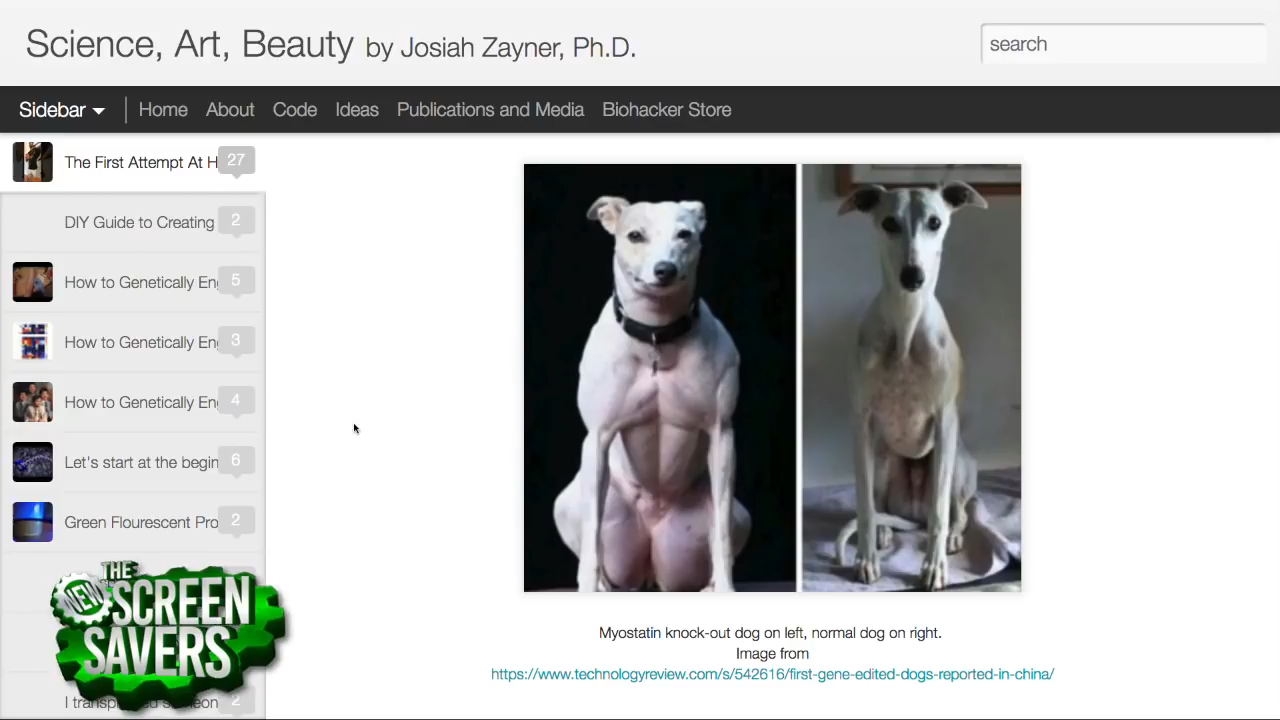 Science, Art, Beauty by Josiah Zayner, Ph.D.
search
Sidebar
Home
About
Code
Ideas
Publications and Media
Biohacker Store
The First Attempt At H
27
DIY Guide to Creating
2
How to Genetically En
5
How to Genetically En
3
How to Genetically En
4
Let's start at the begin
6
Green Flourescent Pro
2
I
2
THE
NEW
SCREEN
SAVERS
Myostatin knock-out dog on left, normal dog on right.
Image from
https://www.technologyreview.com/s/542616/first-gene-edited-dogs-reported-in-china/